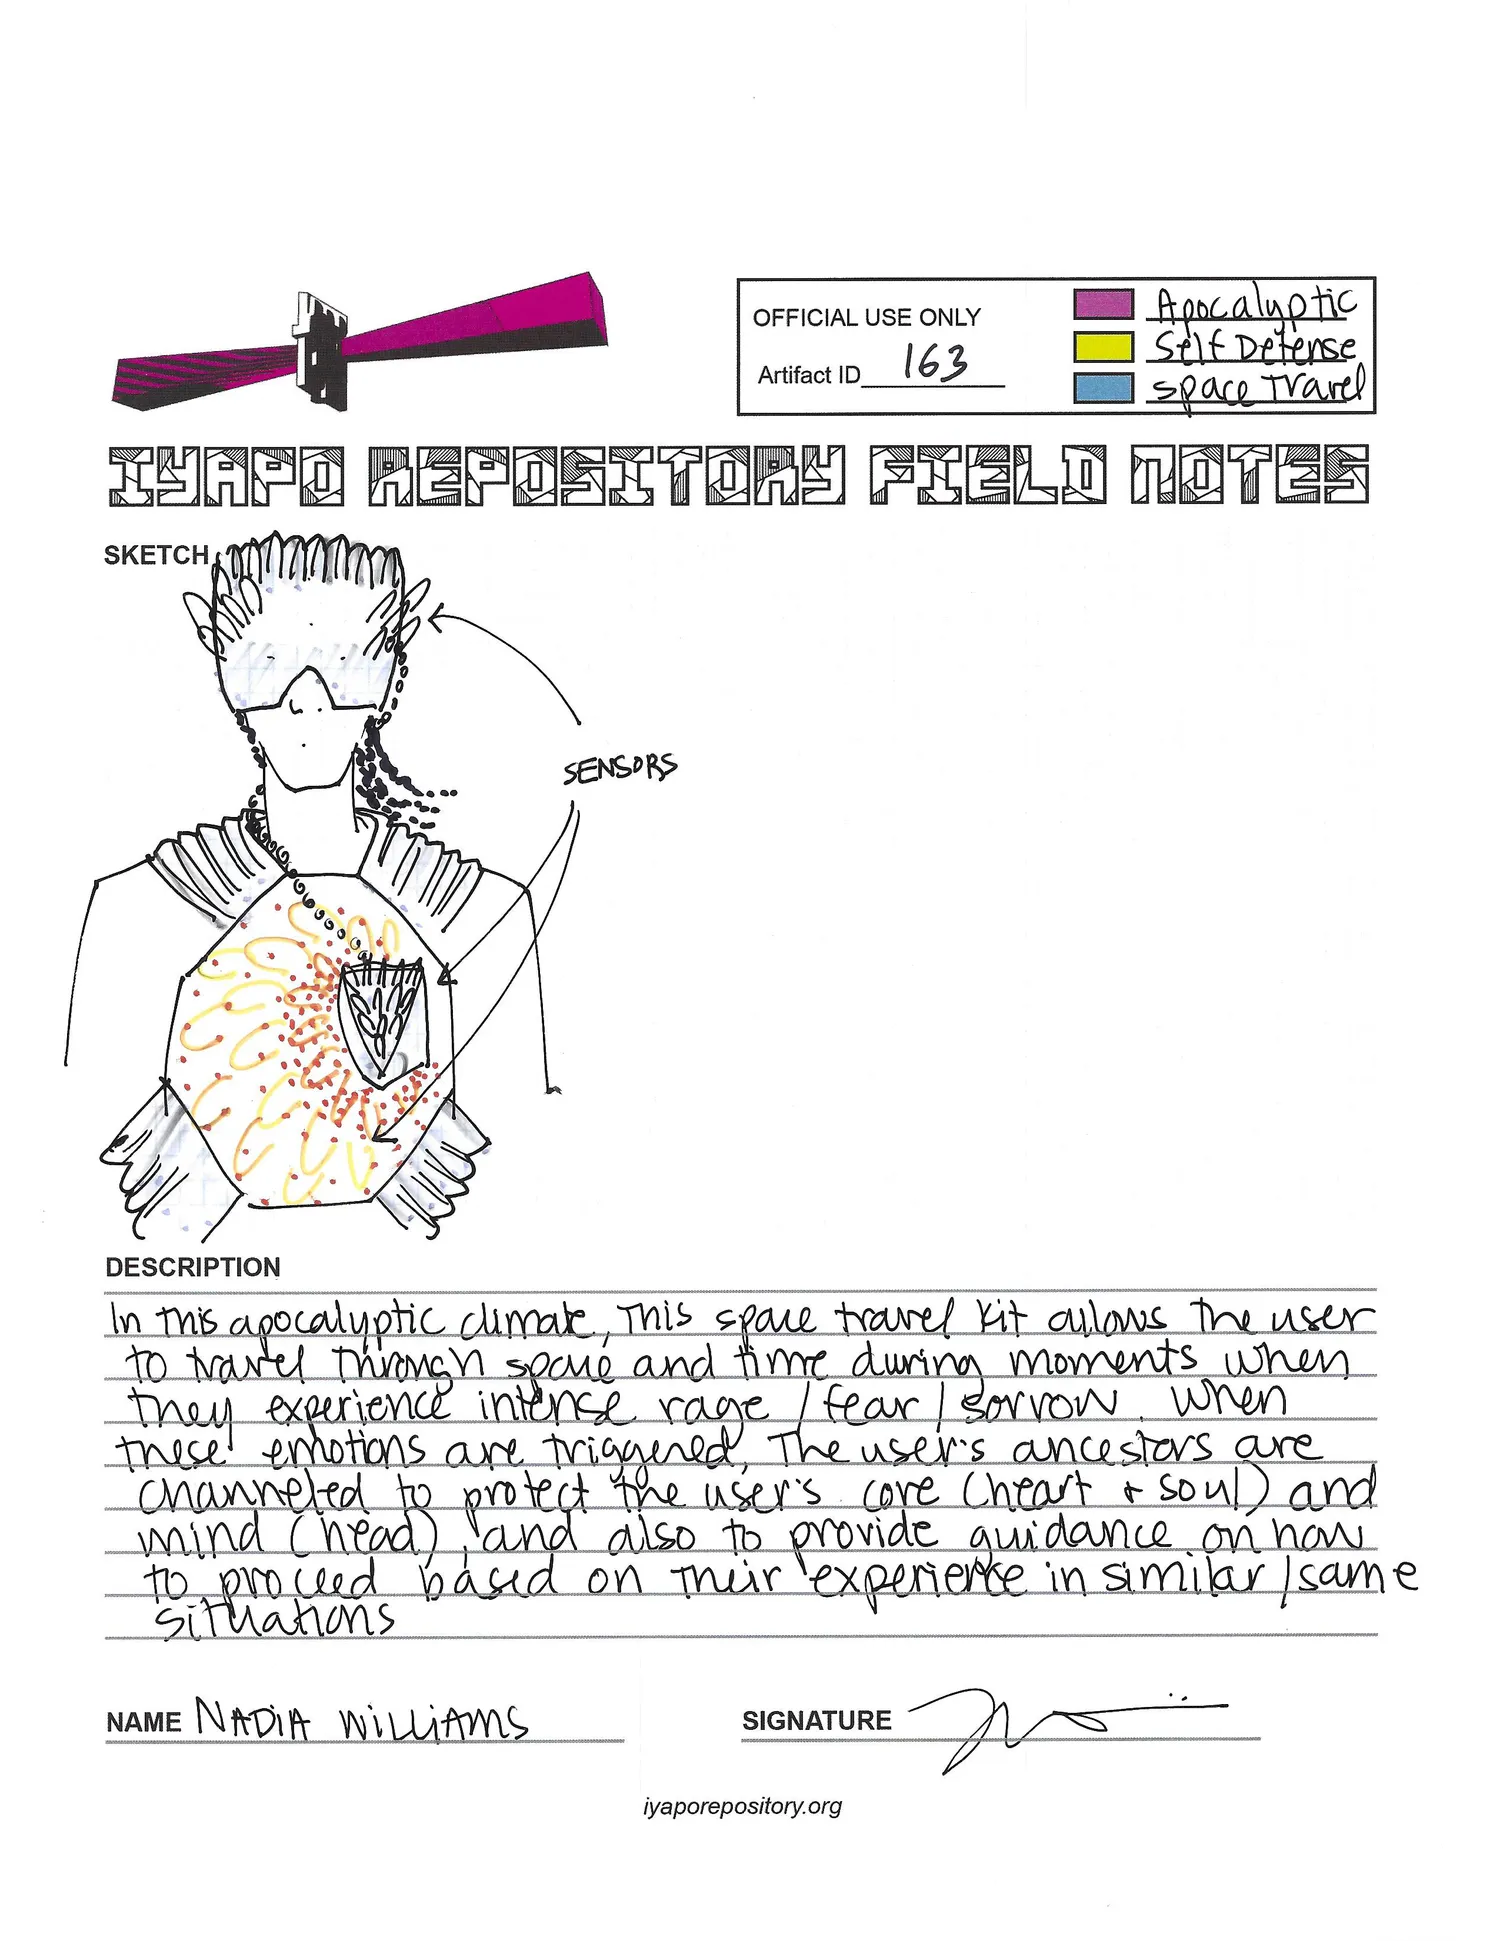 OFFICIAL USE ONLY
Artifact ID 163
Apocalyptic
Self Defense
space Travel
IYAPO REPOSITORY FIELD NOTES
SKETCH
SENSORS
DESCRIPTION
In this apocalyptic climate, this space travel kit allows the user
to travel through space and time during moments when
they experience intense rage / fear / sorrow. When
these emotions are triggered, the user's ancestors are
channeled to protect the user's core (heart + soul) and
mind (head), and also to provide guidance on how
to proceed based on their experience in similar / same
situations
NAME NADIA WILLIAMS
SIGNATURE
iyaporepository.org